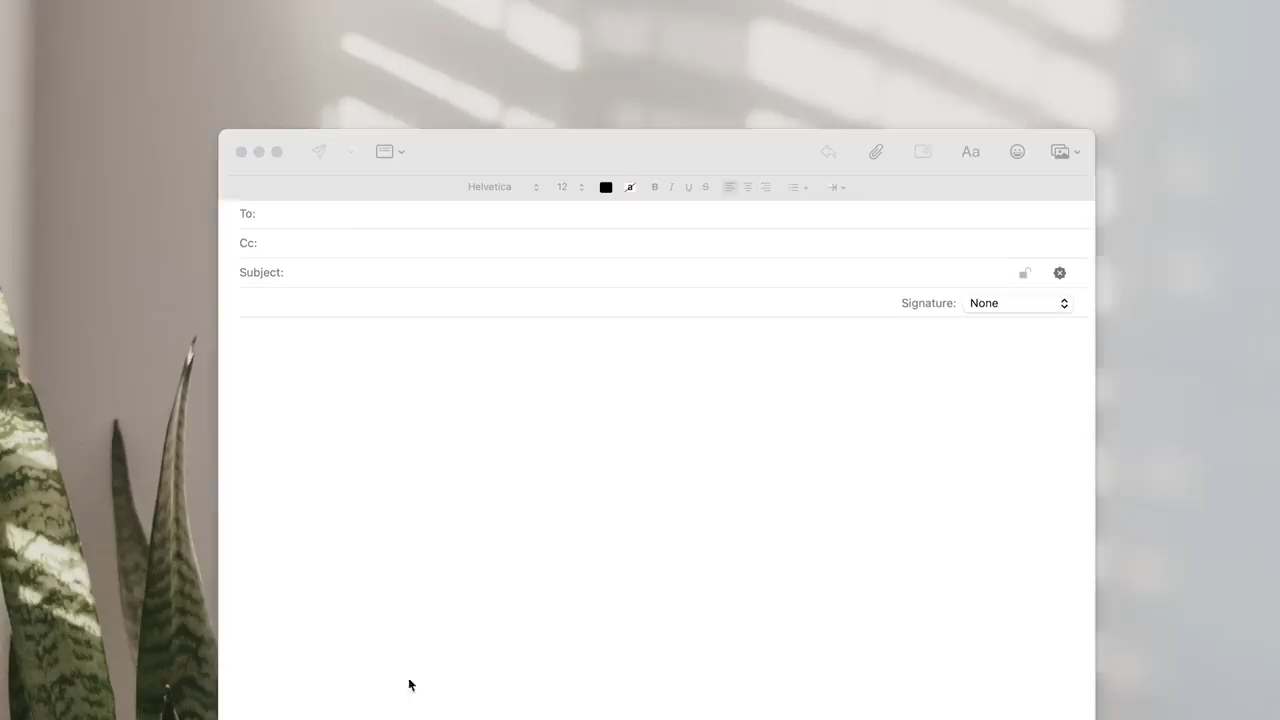 Aa
Helvetica 12 a B I U S
To:
Cc:
Subject:
Signature: None